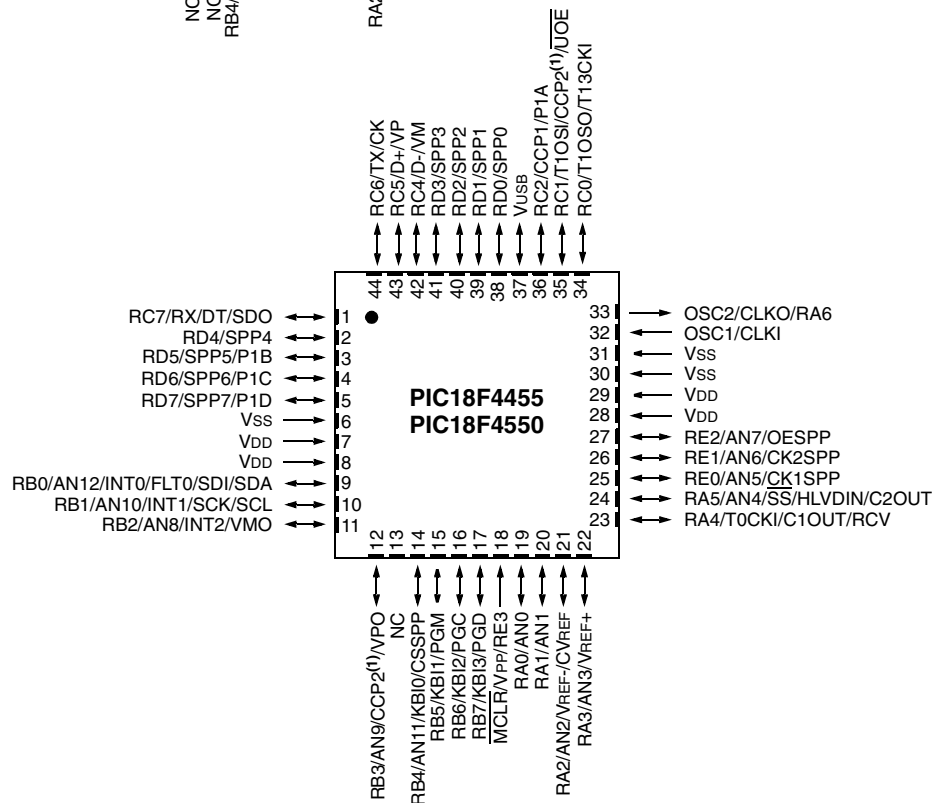 NC
NC
RB4/
RA2
RC6/TX/CK
RC5/D+/VP
RC4/D-/VM
RD3/SPP3
RD2/SPP2
RD1/SPP1
RD0/SPP0
VUSB
RC2/CCP1/P1A
RC1/T1OSI/CCP2(1)/UOE
RC0/T1OSO/T13CKI
44 43 42 41 40 39 38 37 36 35 34
RC7/RX/DT/SDO 1
RD4/SPP4 2
RD5/SPP5/P1B 3
RD6/SPP6/P1C 4
RD7/SPP7/P1D 5
VSS 6
VDD 7
VDD 8
RB0/AN12/INT0/FLT0/SDI/SDA 9
RB1/AN10/INT1/SCK/SCL 10
RB2/AN8/INT2/VMO 11
PIC18F4455
PIC18F4550
33 OSC2/CLKO/RA6
32 OSC1/CLKI
31 VSS
30 VSS
29 VDD
28 VDD
27 RE2/AN7/OESPP
26 RE1/AN6/CK2SPP
25 RE0/AN5/CK1SPP
24 RA5/AN4/SS/HLVDIN/C2OUT
23 RA4/T0CKI/C1OUT/RCV
12 13 14 15 16 17 18 19 20 21 22
RB3/AN9/CCP2(1)/VPO
NC
RB4/AN11/KBI0/CSSPP
RB5/KBI1/PGM
RB6/KBI2/PGC
RB7/KBI3/PGD
MCLR/VPP/RE3
RA0/AN0
RA1/AN1
RA2/AN2/VREF-/CVREF
RA3/AN3/VREF+